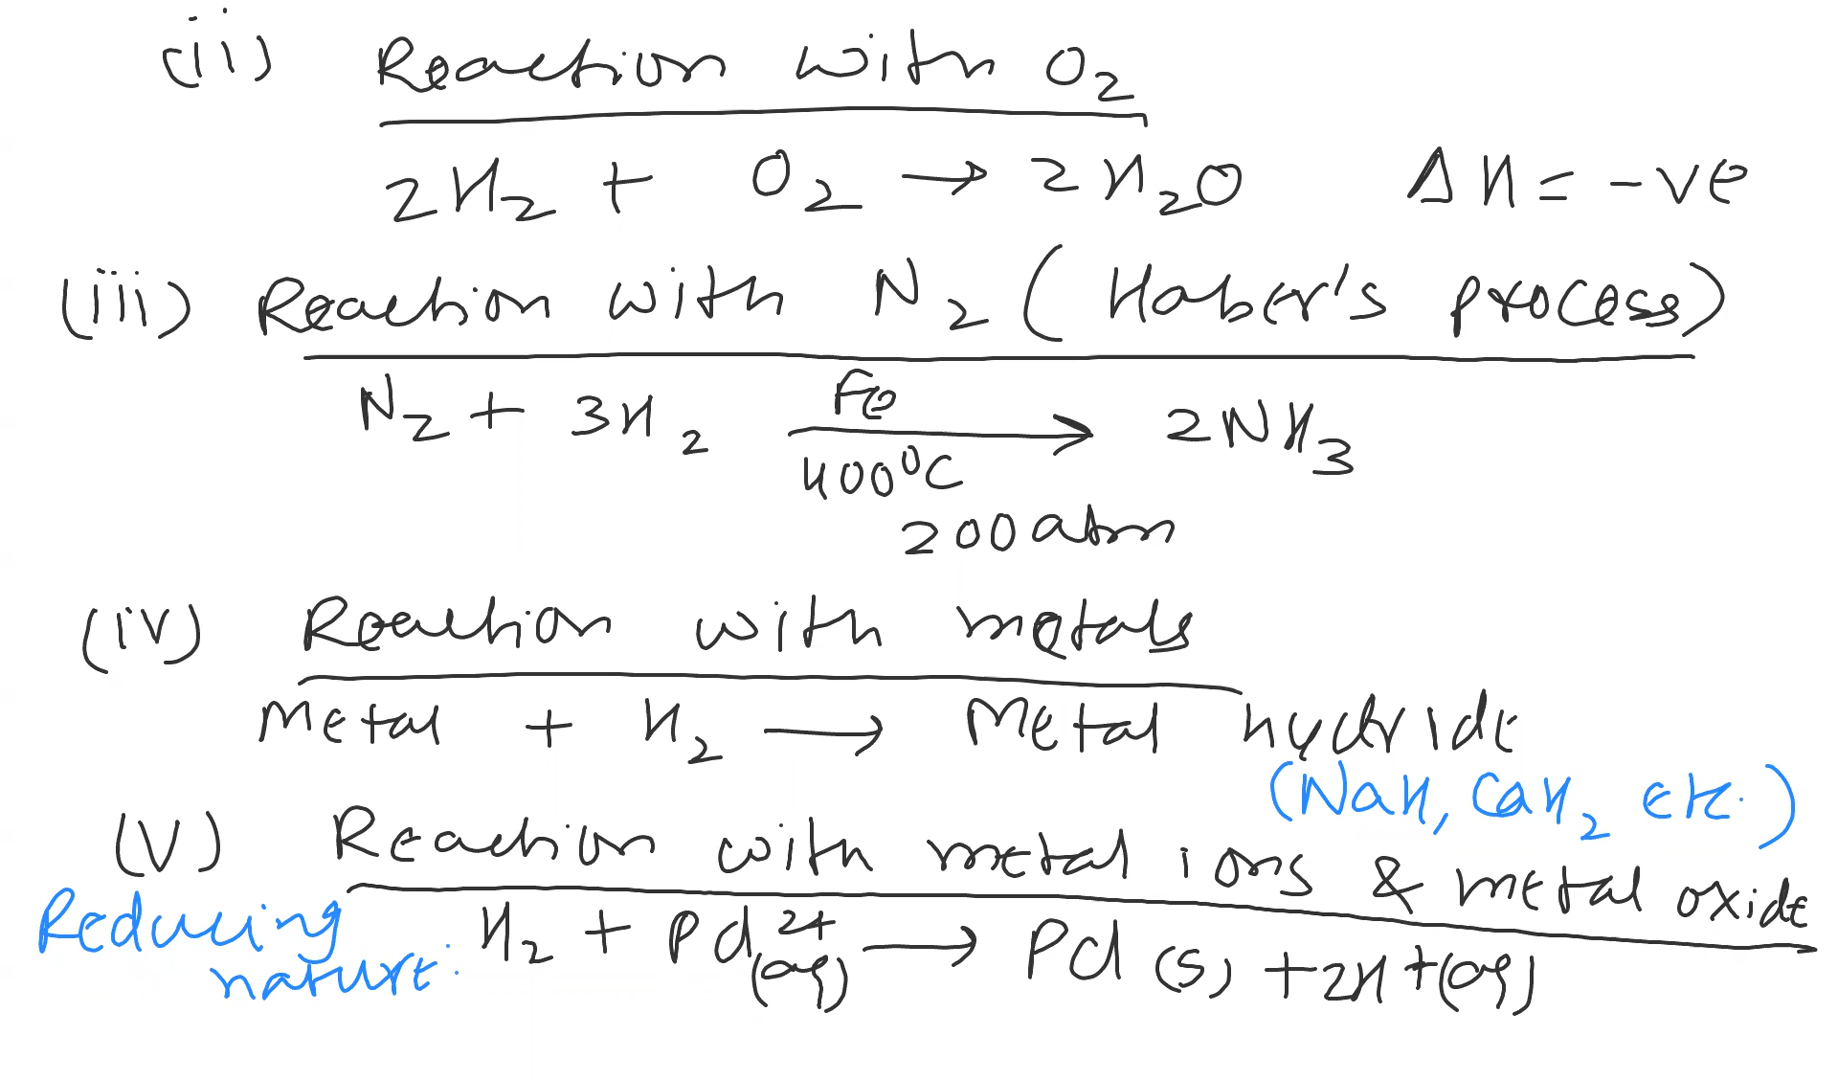 (ii) Reaction with O₂
2H₂ + O₂ → 2H₂O ΔH = -ve
(iii) Reaction with N₂ (Haber's process)
N₂ + 3H₂ Fe → 2NH₃
400°C
200 atm
(iv) Reaction with metals
Metal + H₂ → Metal hydride
(NaH, CaH₂ etc.)
(v) Reaction with metal ions & metal oxide
Reducing nature: H₂ + Pd²⁺(aq) → Pd(s) + 2H⁺(aq)